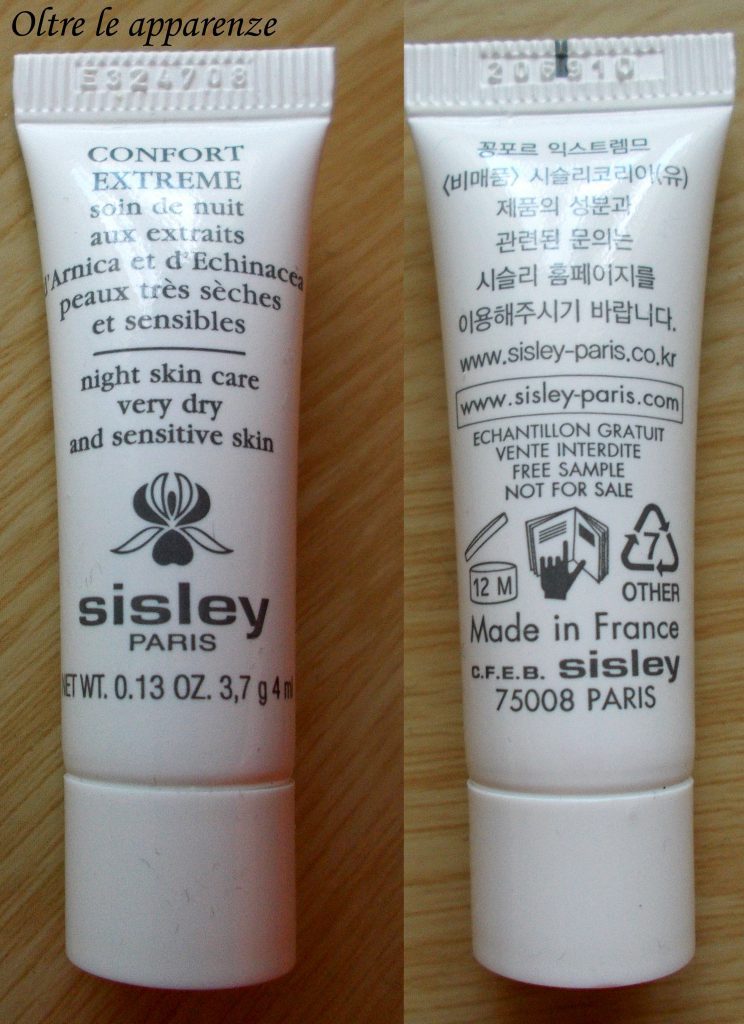 Oltre le apparenze
E324708
CONFORT
EXTREME
soin de nuit
aux extraits
d'Arnica et d'Echinacea
peaux très sèches
et sensibles
night skin care
very dry
and sensitive skin
sisley
PARIS
NET WT. 0.13 OZ. 3,7 g 4 ml
꽁포르 익스트렘므
〈비매품〉 시슬리코리아(유)
제품의 성분과
관련된 문의는
시슬리 홈페이지를
이용해주시기 바랍니다.
www.sisley-paris.co.kr
www.sisley-paris.com
ECHANTILLON GRATUIT
VENTE INTERDITE
FREE SAMPLE
NOT FOR SALE
12 M
7
OTHER
Made in France
C.F.E.B. sisley
75008 PARIS